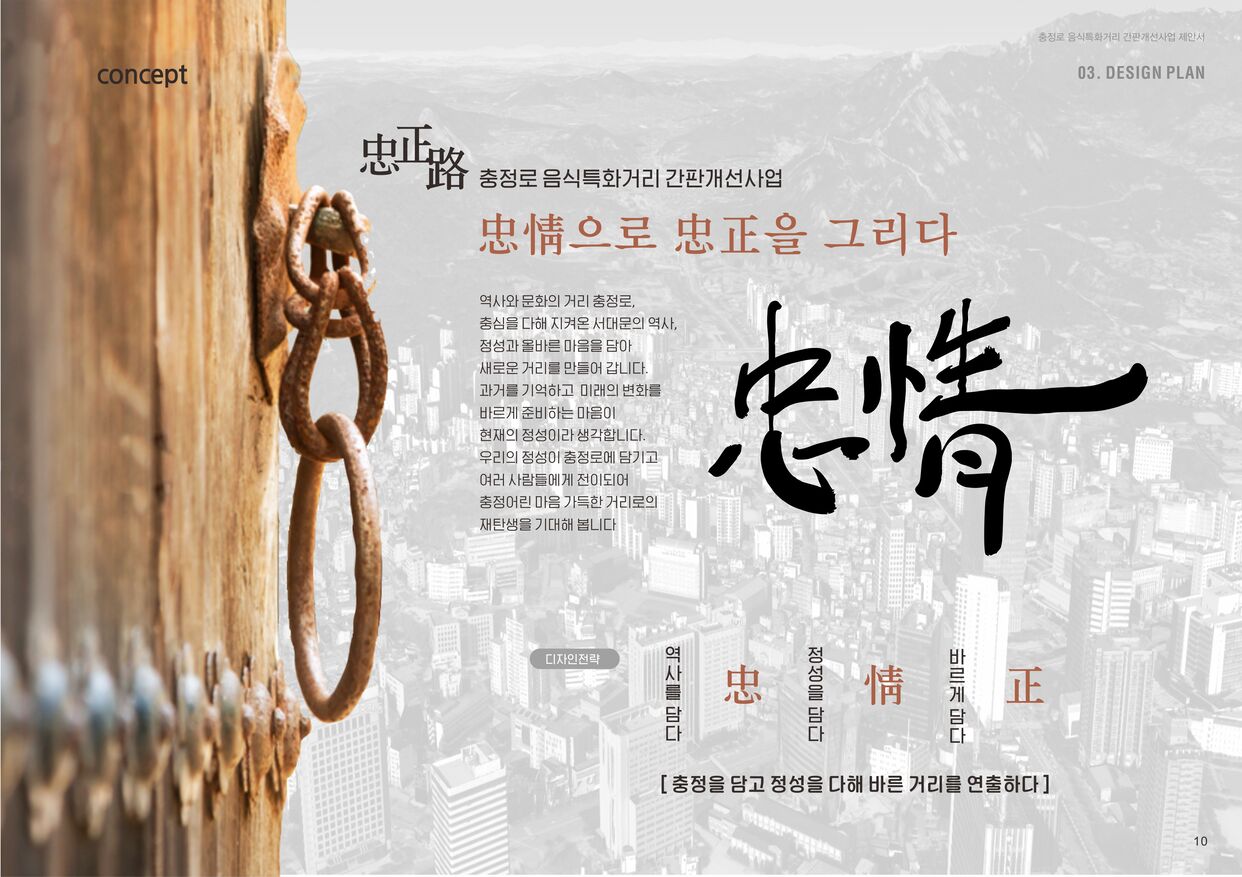 충정로 음식특화거리 간판개선사업 제안서
concept
03. DESIGN PLAN
忠正路 충정로 음식특화거리 간판개선사업
忠情으로 忠正을 그리다
역사와 문화의 거리 충정로,
충심을 다해 지켜온 서대문의 역사,
정성과 올바른 마음을 담아
새로운 거리를 만들어 갑니다.
과거를 기억하고 미래의 변화를
바르게 준비하는 마음이
현재의 정성이라 생각합니다.
우리의 정성이 충정로에 담기고
여러 사람들에게 전이되어
충정어린 마음 가득한 거리로의
재탄생을 기대해 봅니다
忠情
디자인전략
역사를 담다
忠
정성을 담다
情
바르게 담다
正
[ 충정을 담고 정성을 다해 바른 거리를 연출하다 ]
10